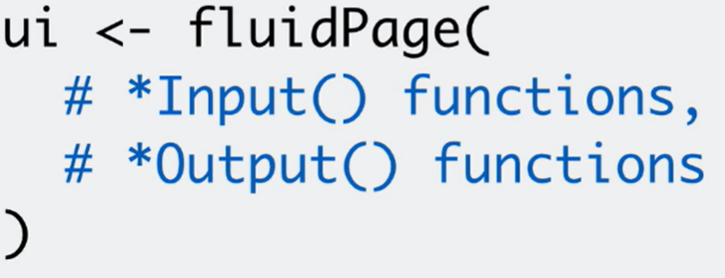 ui <- fluidPage(
# *Input() functions,
# *Output() functions
)